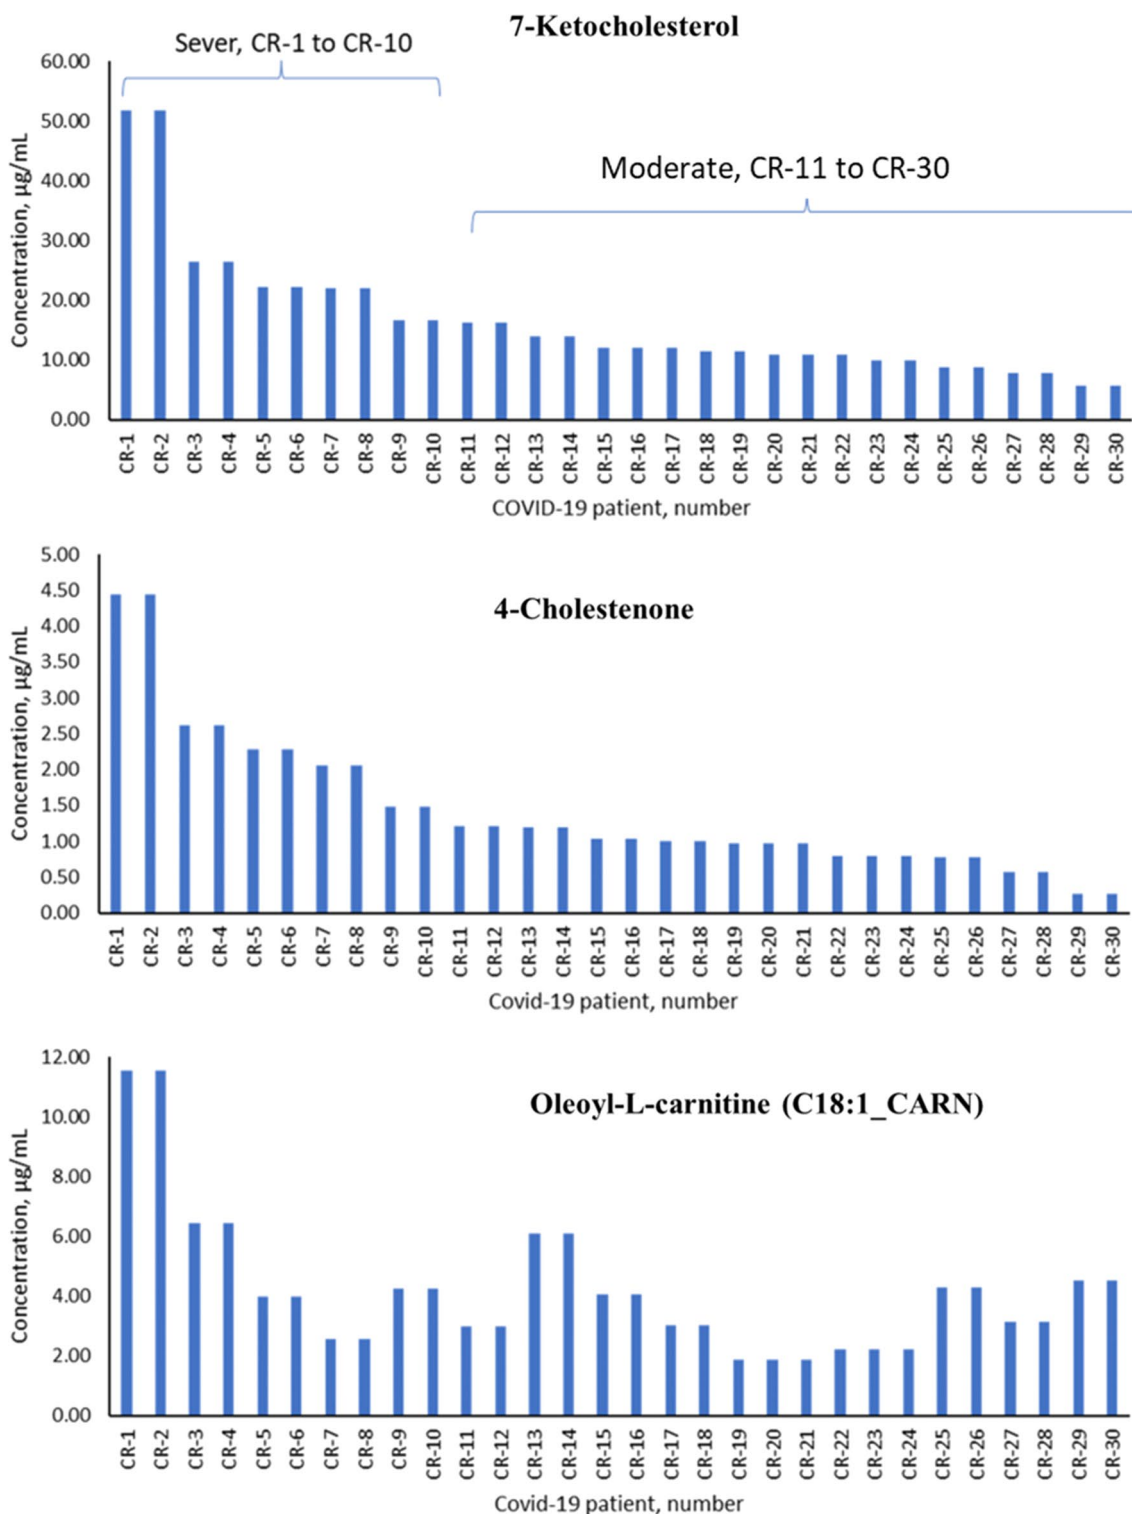 7-Ketocholesterol
Sever, CR-1 to CR-10
Moderate, CR-11 to CR-30
Concentration, µg/mL
60.00
50.00
40.00
30.00
20.00
10.00
0.00
CR-1 CR-2 CR-3 CR-4 CR-5 CR-6 CR-7 CR-8 CR-9 CR-10 CR-11 CR-12 CR-13 CR-14 CR-15 CR-16 CR-17 CR-18 CR-19 CR-20 CR-21 CR-22 CR-23 CR-24 CR-25 CR-26 CR-27 CR-28 CR-29 CR-30
COVID-19 patient, number
4-Cholestenone
Concentration, µg/mL
5.00
4.50
4.00
3.50
3.00
2.50
2.00
1.50
1.00
0.50
0.00
CR-1 CR-2 CR-3 CR-4 CR-5 CR-6 CR-7 CR-8 CR-9 CR-10 CR-11 CR-12 CR-13 CR-14 CR-15 CR-16 CR-17 CR-18 CR-19 CR-20 CR-21 CR-22 CR-23 CR-24 CR-25 CR-26 CR-27 CR-28 CR-29 CR-30
Covid-19 patient, number
Oleoyl-L-carnitine (C18:1_CARN)
Concentration, µg/mL
12.00
10.00
8.00
6.00
4.00
2.00
0.00
CR-1 CR-2 CR-3 CR-4 CR-5 CR-6 CR-7 CR-8 CR-9 CR-10 CR-11 CR-12 CR-13 CR-14 CR-15 CR-16 CR-17 CR-18 CR-19 CR-20 CR-21 CR-22 CR-23 CR-24 CR-25 CR-26 CR-27 CR-28 CR-29 CR-30
Covid-19 patient, number